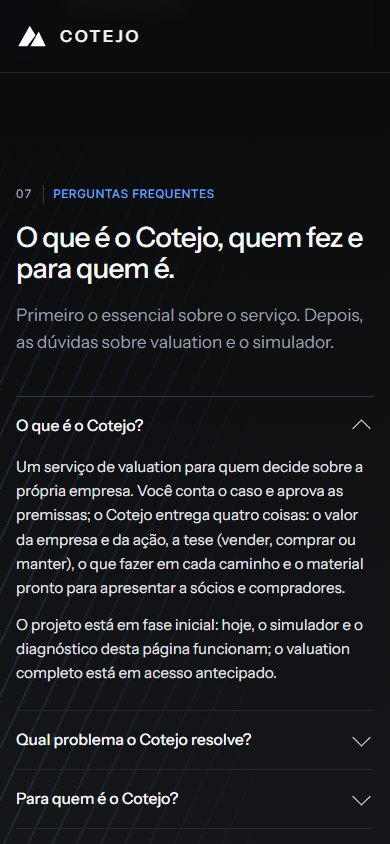 COTEJO
07 PERGUNTAS FREQUENTES
O que é o Cotejo, quem fez e
para quem é.
Primeiro o essencial sobre o serviço. Depois,
as dúvidas sobre valuation e o simulador.
O que é o Cotejo?
Um serviço de valuation para quem decide sobre a
própria empresa. Você conta o caso e aprova as
premissas; o Cotejo entrega quatro coisas: o valor
da empresa e da ação, a tese (vender, comprar ou
manter), o que fazer em cada caminho e o material
pronto para apresentar a sócios e compradores.
O projeto está em fase inicial: hoje, o simulador e o
diagnóstico desta página funcionam; o valuation
completo está em acesso antecipado.
Qual problema o Cotejo resolve?
Para quem é o Cotejo?